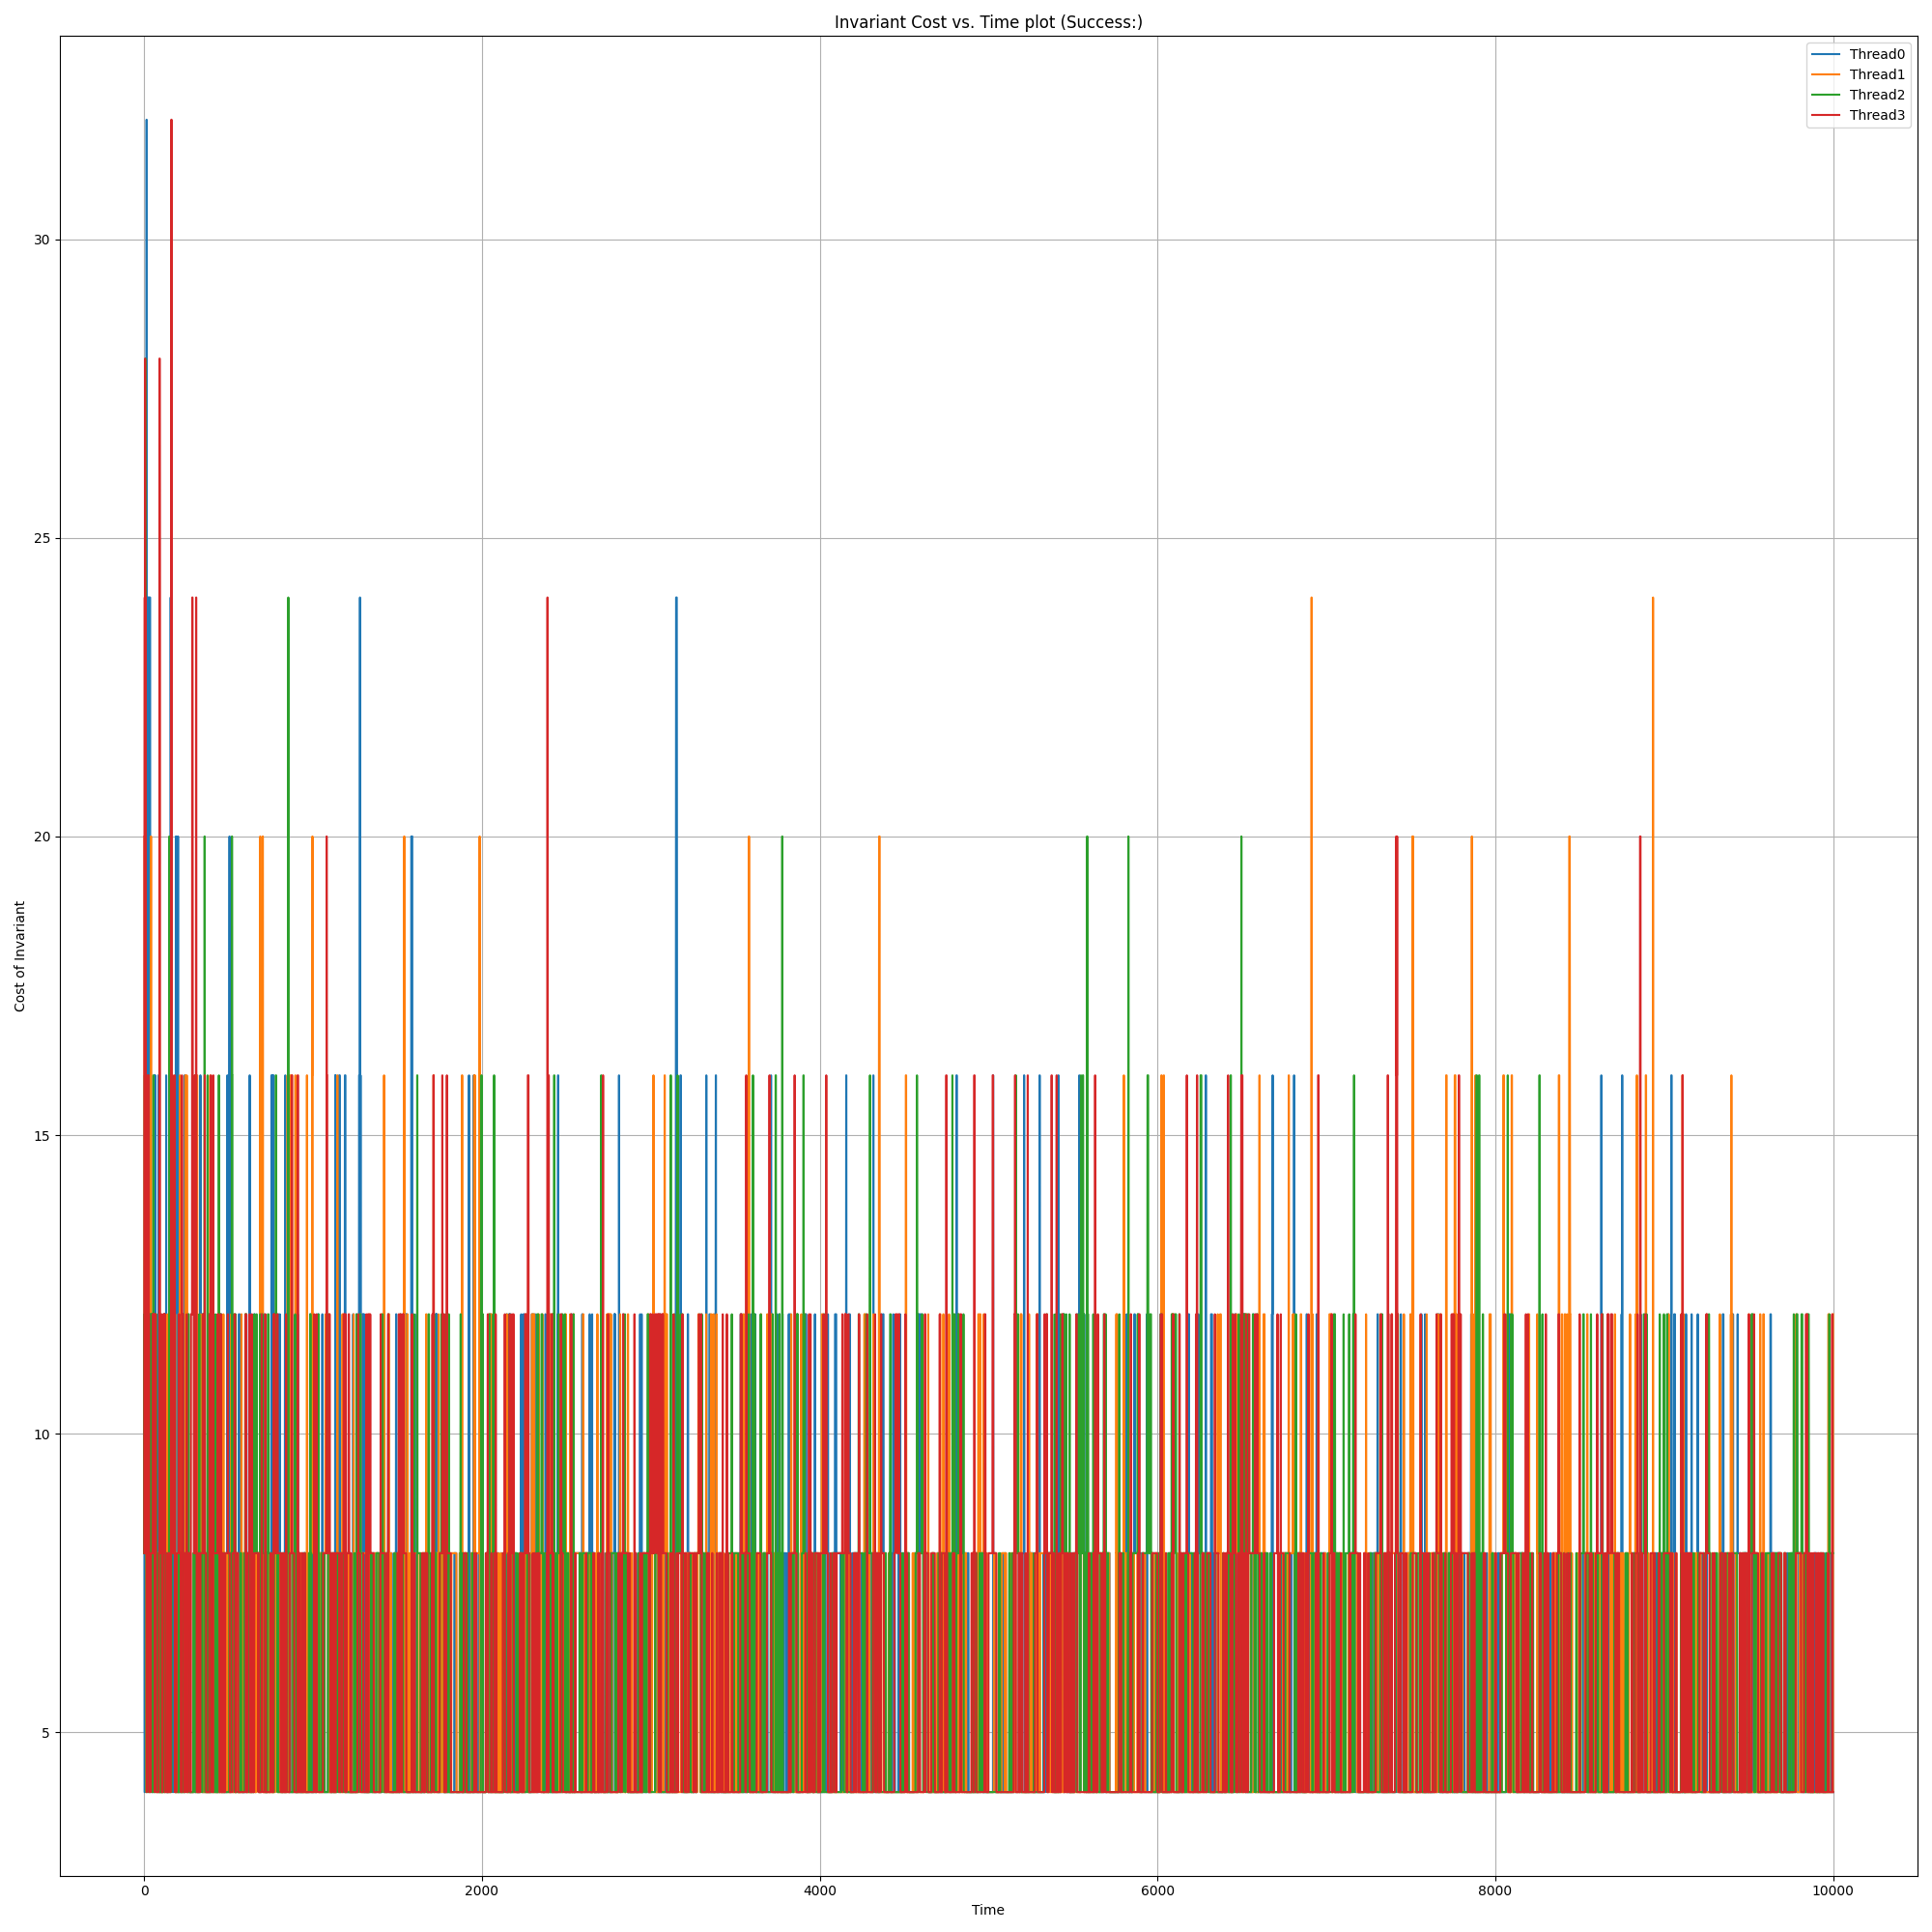 Invariant Cost vs. Time plot (Success:)
Thread0
Thread1
Thread2
Thread3
30
25
20
15
10
5
Cost of Invariant
0 2000 4000 6000 8000 10000
Time